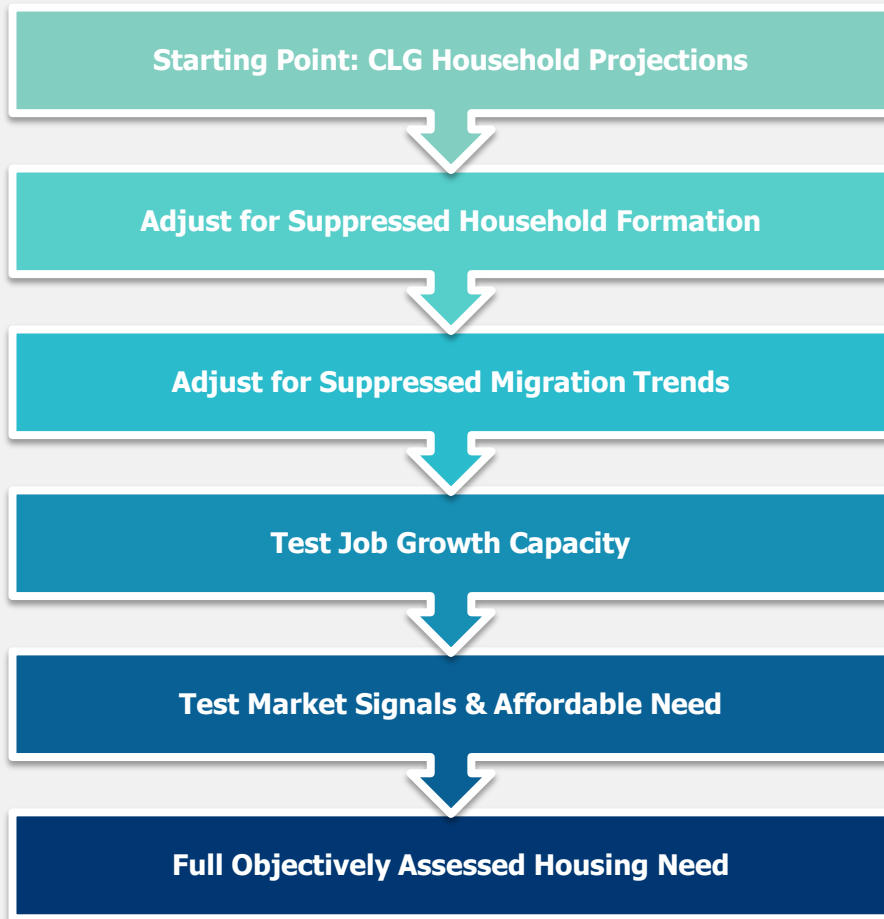 Starting Point: CLG Household Projections
Adjust for Suppressed Household Formation
Adjust for Suppressed Migration Trends
Test Job Growth Capacity
Test Market Signals & Affordable Need
Full Objectively Assessed Housing Need